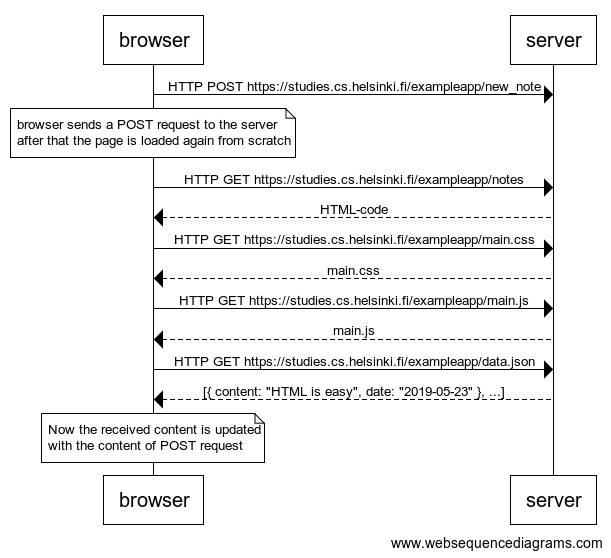 browser
server
HTTP POST https://studies.cs.helsinki.fi/exampleapp/new_note
browser sends a POST request to the server
after that the page is loaded again from scratch
HTTP GET https://studies.cs.helsinki.fi/exampleapp/notes
HTML-code
HTTP GET https://studies.cs.helsinki.fi/exampleapp/main.css
main.css
HTTP GET https://studies.cs.helsinki.fi/exampleapp/main.js
main.js
HTTP GET https://studies.cs.helsinki.fi/exampleapp/data.json
[{ content: "HTML is easy", date: "2019-05-23" }, ...]
Now the received content is updated
with the content of POST request
browser
server
www.websequencediagrams.com